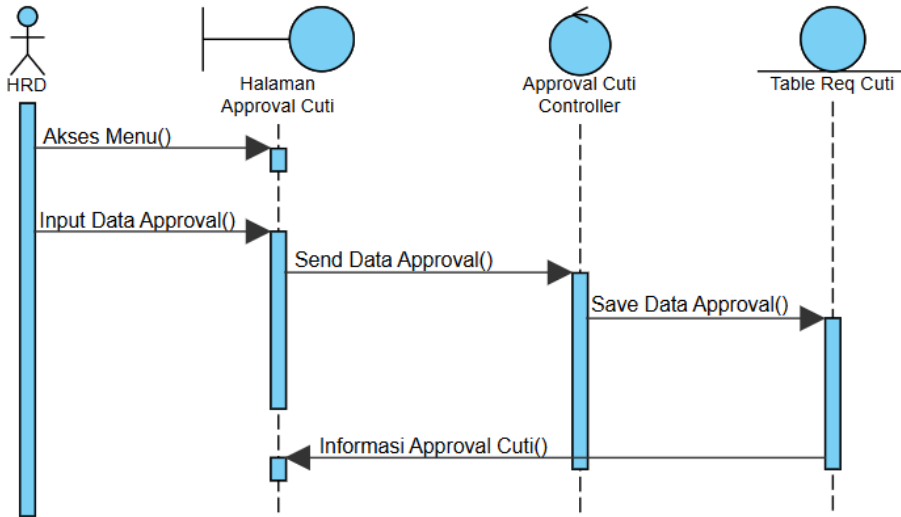 HRD
Halaman
Approval Cuti
Approval Cuti
Controller
Table Req Cuti
Akses Menu()
Input Data Approval()
Send Data Approval()
Save Data Approval()
Informasi Approval Cuti()